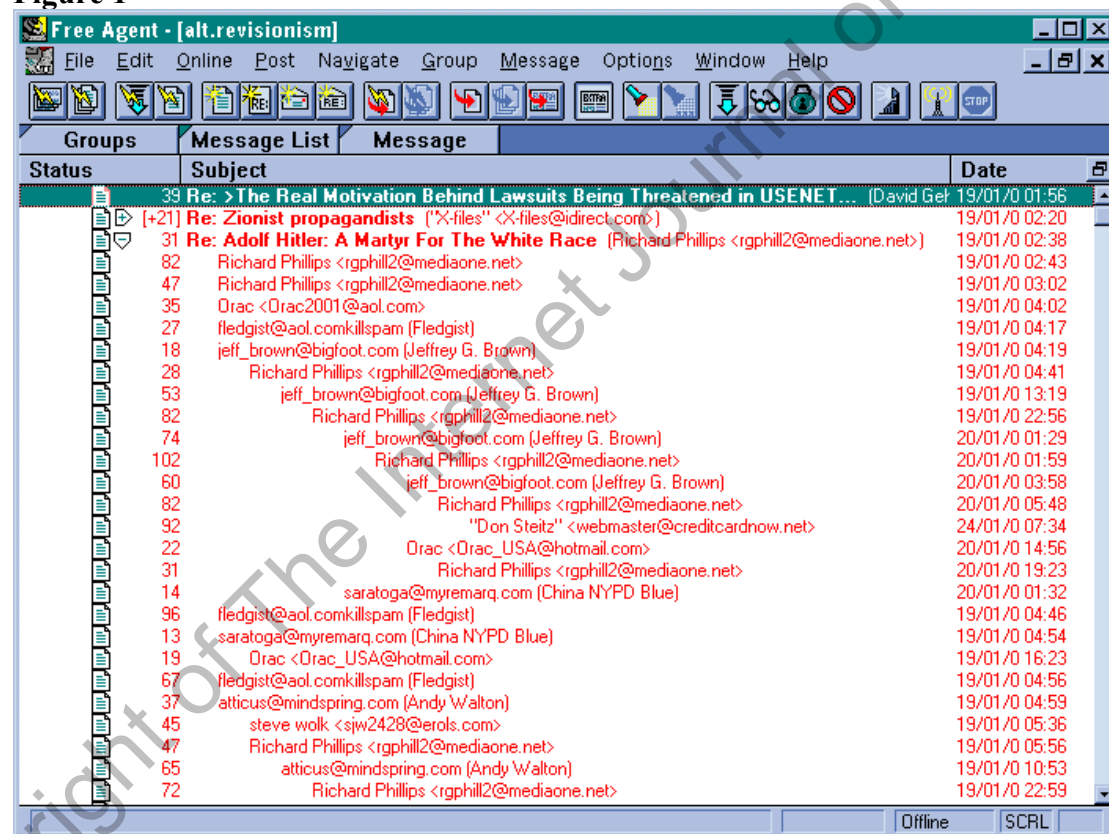 Figure 1
Free Agent - [alt.revisionism]
File Edit Online Post Navigate Group Message Options Window Help
RE: RE: EXTRA EXTRA STOP
Groups Message List Message
Status Subject Date
39 Re: >The Real Motivation Behind Lawsuits Being Threatened in USENET... (David Geh 19/01/0 01:56
[+21] Re: Zionist propagandists ("X-files" <X-files@idirect.com>) 19/01/0 02:20
31 Re: Adolf Hitler: A Martyr For The White Race (Richard Phillips <rgphill2@mediaone.net>) 19/01/0 02:38
82 Richard Phillips <rgphill2@mediaone.net> 19/01/0 02:43
47 Richard Phillips <rgphill2@mediaone.net> 19/01/0 03:02
35 Orac <Orac2001@aol.com> 19/01/0 04:02
27 fledgist@aol.comkillspam (Fledgist) 19/01/0 04:17
18 jeff_brown@bigfoot.com (Jeffrey G. Brown) 19/01/0 04:19
28 Richard Phillips <rgphill2@mediaone.net> 19/01/0 04:41
53 jeff_brown@bigfoot.com (Jeffrey G. Brown) 19/01/0 13:19
82 Richard Phillips <rgphill2@mediaone.net> 19/01/0 22:56
74 jeff_brown@bigfoot.com (Jeffrey G. Brown) 20/01/0 01:29
102 Richard Phillips <rgphill2@mediaone.net> 20/01/0 01:59
60 jeff_brown@bigfoot.com (Jeffrey G. Brown) 20/01/0 03:58
82 Richard Phillips <rgphill2@mediaone.net> 20/01/0 05:48
92 "Don Steitz" <webmaster@creditcardnow.net> 24/01/0 07:34
22 Orac <Orac_USA@hotmail.com> 20/01/0 14:56
31 Richard Phillips <rgphill2@mediaone.net> 20/01/0 19:23
14 saratoga@myremarq.com (China NYPD Blue) 20/01/0 01:32
96 fledgist@aol.comkillspam (Fledgist) 19/01/0 04:46
13 saratoga@myremarq.com (China NYPD Blue) 19/01/0 04:54
19 Orac <Orac_USA@hotmail.com> 19/01/0 16:23
67 fledgist@aol.comkillspam (Fledgist) 19/01/0 04:56
37 atticus@mindspring.com (Andy Walton) 19/01/0 04:59
45 steve wolk <sjw2428@erols.com> 19/01/0 05:36
47 Richard Phillips <rgphill2@mediaone.net> 19/01/0 05:56
65 atticus@mindspring.com (Andy Walton) 19/01/0 10:53
72 Richard Phillips <rgphill2@mediaone.net> 19/01/0 22:59
Offline SCRL
right of The Internet Journal of